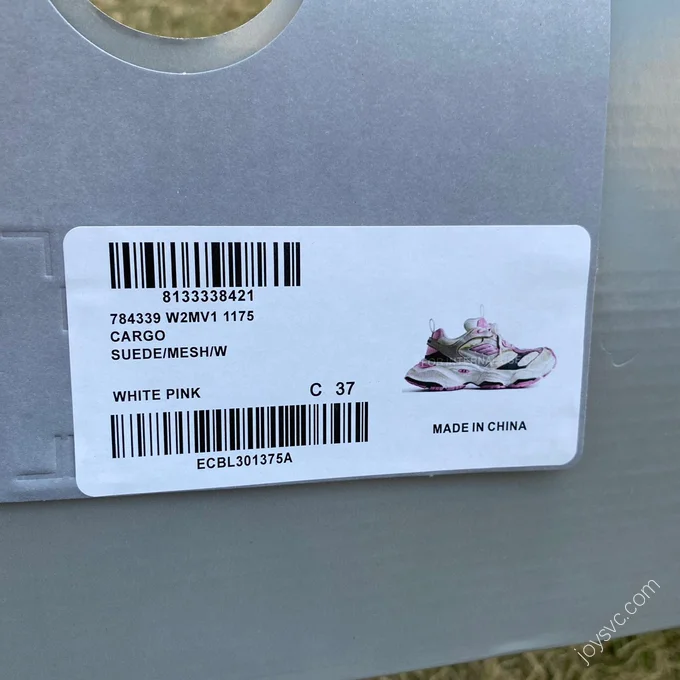 8133338421
784339 W2MV1 1175
CARGO
SUEDE/MESH/W
WHITE PINK C 37
ECBL301375A
MADE IN CHINA
joysvc.com